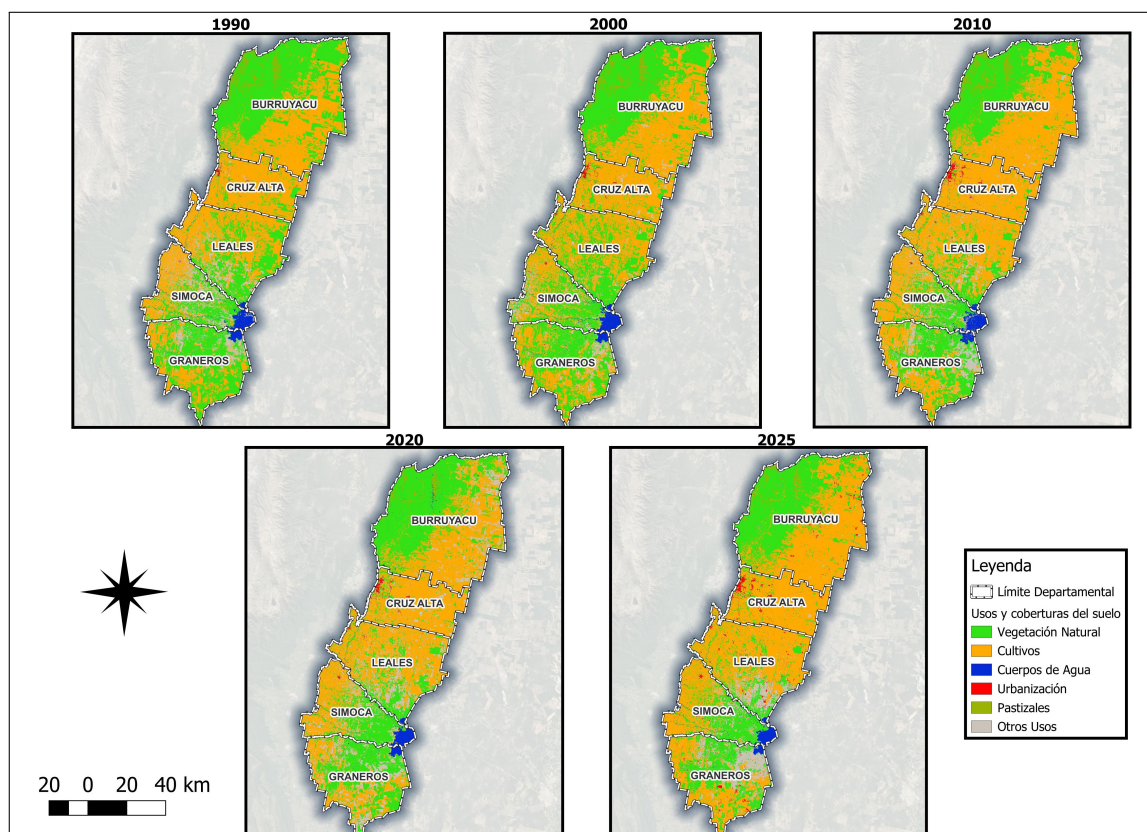 1990
2000
2010
BURRUYACU
CRUZ ALTA
LEALES
SIMOCA
GRANEROS
BURRUYACU
CRUZ ALTA
LEALES
SIMOCA
GRANEROS
BURRUYACU
CRUZ ALTA
LEALES
SIMOCA
GRANEROS
2020
2025
BURRUYACU
CRUZ ALTA
LEALES
SIMOCA
GRANEROS
BURRUYACU
CRUZ ALTA
LEALES
SIMOCA
GRANEROS
Leyenda
Límite Departamental
Usos y coberturas del suelo
Vegetación Natural
Cultivos
Cuerpos de Agua
Urbanización
Pastizales
Otros Usos
20 0 20 40 km